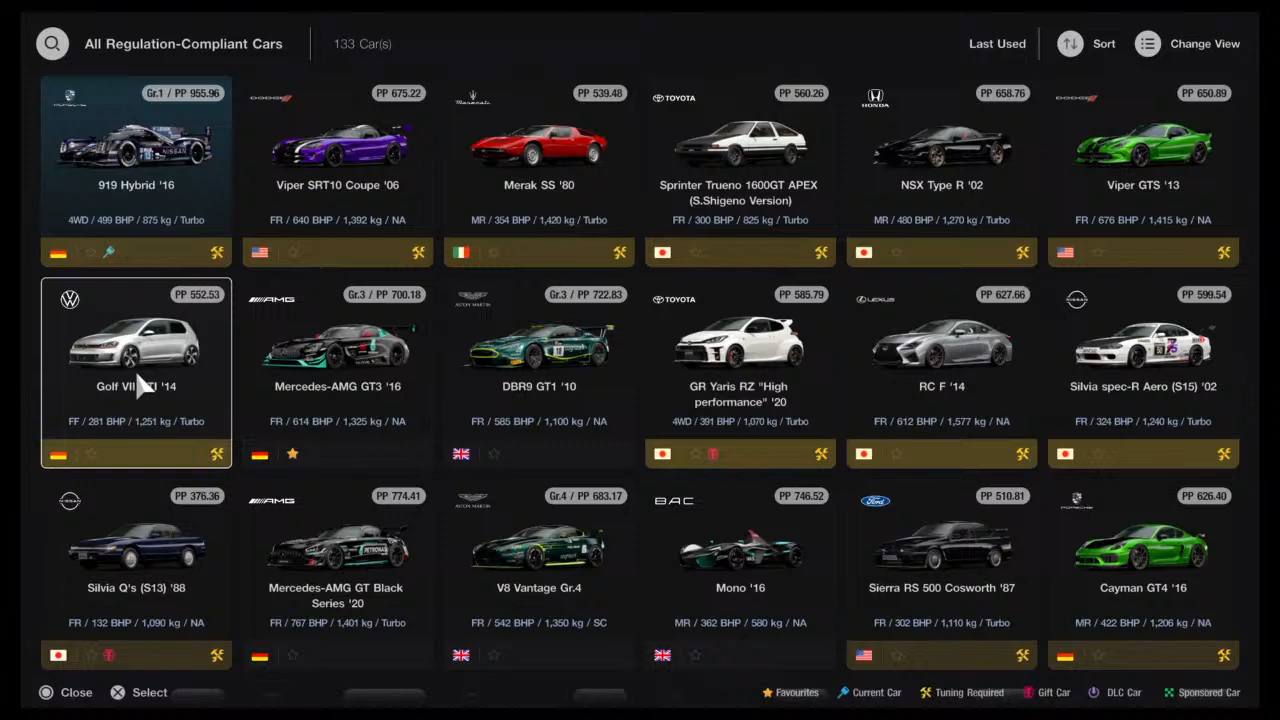 All Regulation-Compliant Cars
133 Car(s)
Last Used
Sort
Change View
PORSCHE
Gr.1 / PP 955.96
919 Hybrid '16
4WD / 499 BHP / 875 kg / Turbo
DODGE
PP 675.22
Viper SRT10 Coupe '06
FR / 640 BHP / 1,392 kg / NA
Maserati
PP 539.48
Merak SS '80
MR / 354 BHP / 1,420 kg / Turbo
TOYOTA
PP 560.26
Sprinter Trueno 1600GT APEX
(S.Shigeno Version)
FR / 300 BHP / 825 kg / Turbo
HONDA
PP 658.76
NSX Type R '02
MR / 480 BHP / 1,270 kg / Turbo
DODGE
PP 650.89
Viper GTS '13
FR / 676 BHP / 1,415 kg / NA
PP 552.53
Golf VII '14
FF / 281 BHP / 1,251 kg / Turbo
AMG
Gr.3 / PP 700.18
Mercedes-AMG GT3 '16
FR / 614 BHP / 1,325 kg / NA
ASTON MARTIN
Gr.3 / PP 722.83
DBR9 GT1 '10
FR / 585 BHP / 1,100 kg / NA
TOYOTA
PP 585.79
GR Yaris RZ "High
performance" '20
4WD / 391 BHP / 1,070 kg / Turbo
LEXUS
PP 627.66
RC F '14
FR / 612 BHP / 1,577 kg / NA
NISSAN
PP 599.54
Silvia spec-R Aero (S15) '02
FR / 324 BHP / 1,240 kg / Turbo
NISSAN
PP 376.36
Silvia Q's (S13) '88
FR / 132 BHP / 1,090 kg / NA
AMG
PP 774.41
Mercedes-AMG GT Black
Series '20
FR / 767 BHP / 1,401 kg / Turbo
ASTON MARTIN
Gr.4 / PP 683.17
V8 Vantage Gr.4
FR / 542 BHP / 1,350 kg / SC
BAC
PP 746.52
Mono '16
MR / 362 BHP / 580 kg / NA
Ford
PP 510.81
Sierra RS 500 Cosworth '87
FR / 302 BHP / 1,110 kg / Turbo
PORSCHE
PP 626.40
Cayman GT4 '16
MR / 422 BHP / 1,206 kg / NA
Close
Select
Favourites
Current Car
Tuning Required
Gift Car
DLC Car
Sponsored Car